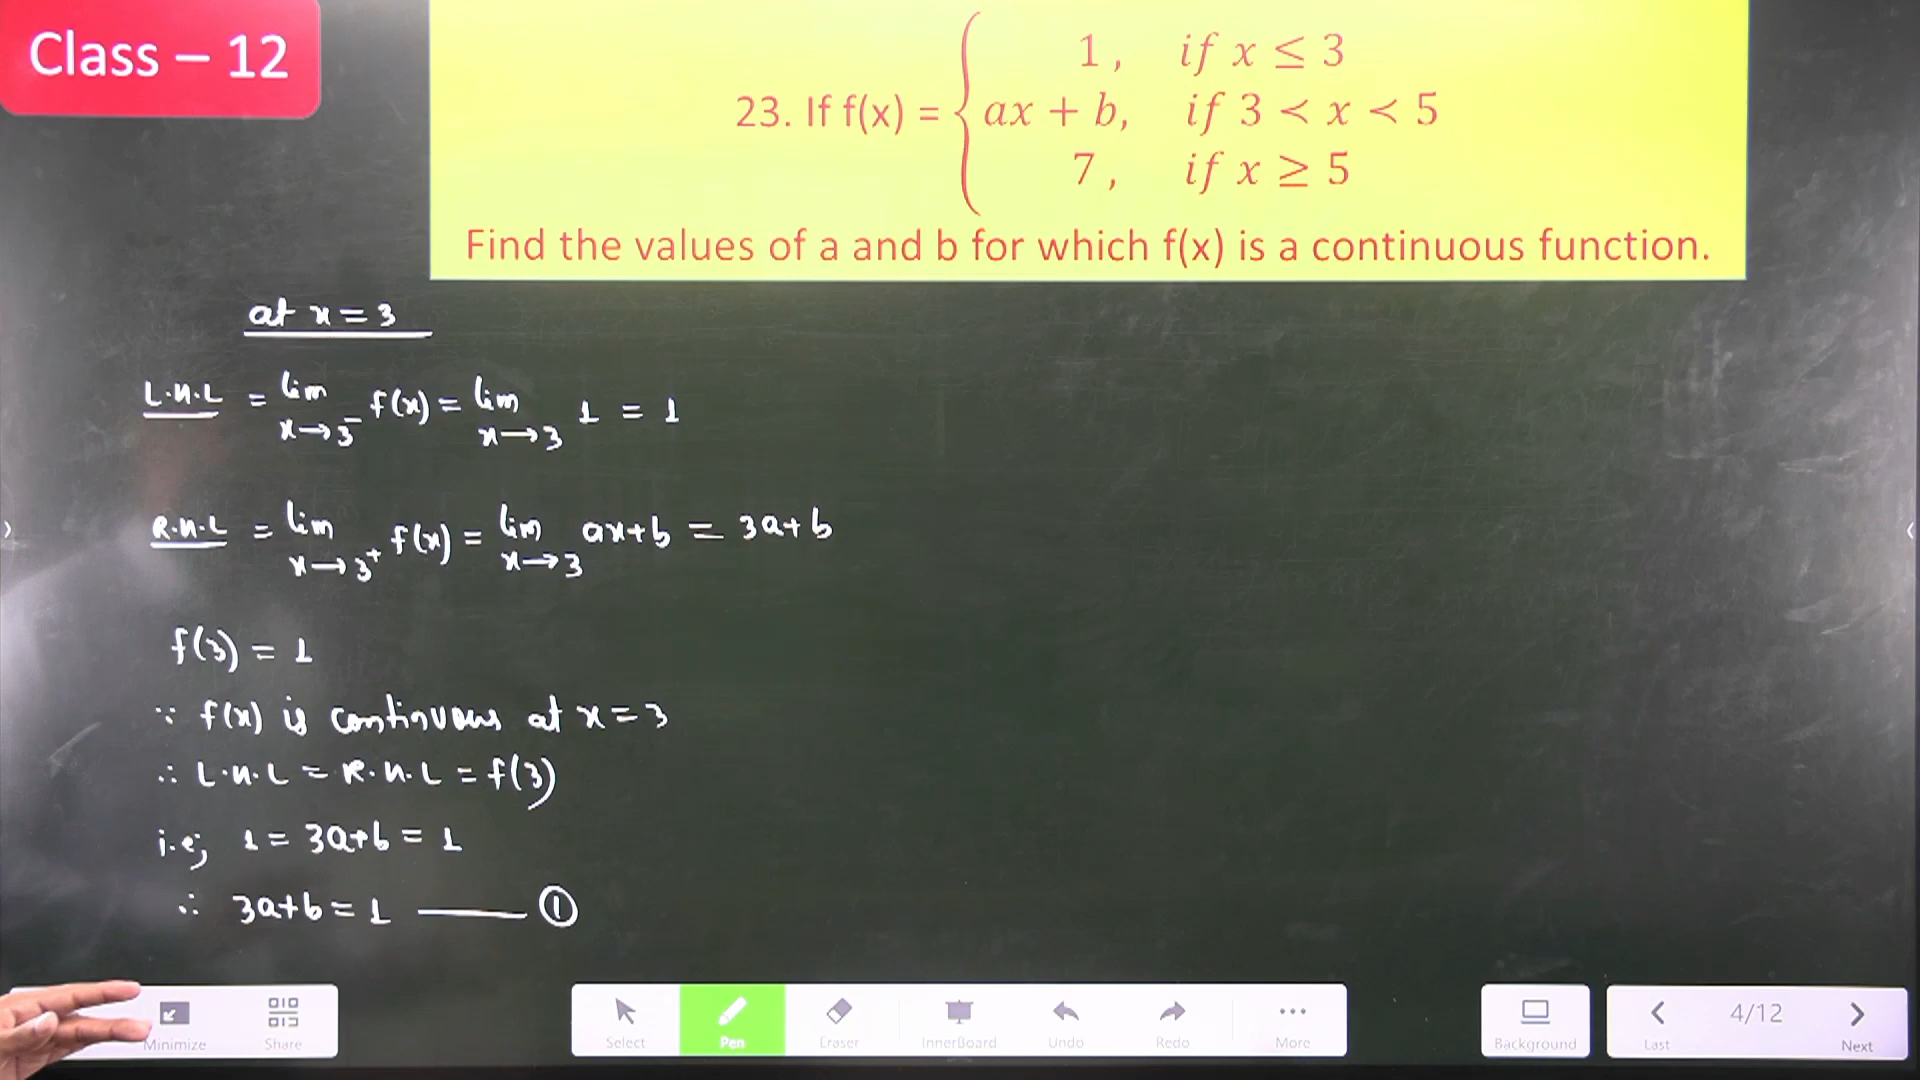 Class – 12
23. If f(x) = { 1 , if x ≤ 3
ax + b, if 3 < x < 5
7 , if x ≥ 5
Find the values of a and b for which f(x) is a continuous function.
at x = 3
L.H.L = lim x→3⁻ f(x) = lim x→3 1 = 1
R.H.L = lim x→3⁺ f(x) = lim x→3 ax+b = 3a+b
f(3) = 1
∵ f(x) is continuous at x = 3
∴ L.H.L = R.H.L = f(3)
i.e; 1 = 3a+b = 1
∴ 3a+b = 1 —— ①
Minimize
Share
Select
Pen
Eraser
InnerBoard
Undo
Redo
More
Background
Last
4/12
Next